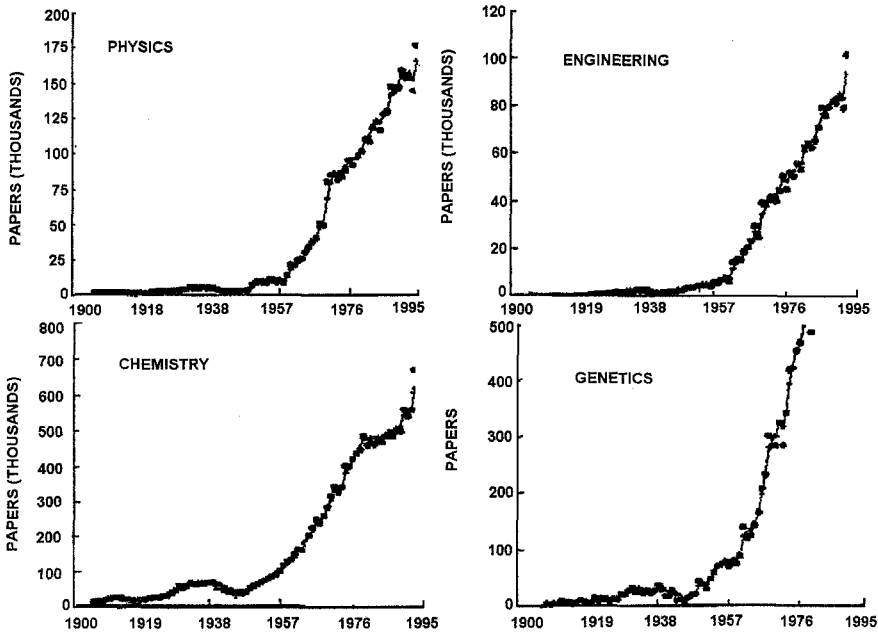 PHYSICS
PAPERS (THOUSANDS)
200
175
150
125
100
75
50
25
0
1900 1918 1938 1957 1976 1995
ENGINEERING
PAPERS (THOUSANDS)
120
100
80
60
40
20
0
1900 1919 1938 1957 1976 1995
CHEMISTRY
PAPERS (THOUSANDS)
800
700
600
500
400
300
200
100
0
1900 1919 1938 1957 1976 1995
GENETICS
PAPERS
500
400
300
200
100
0
1900 1919 1938 1957 1976 1995